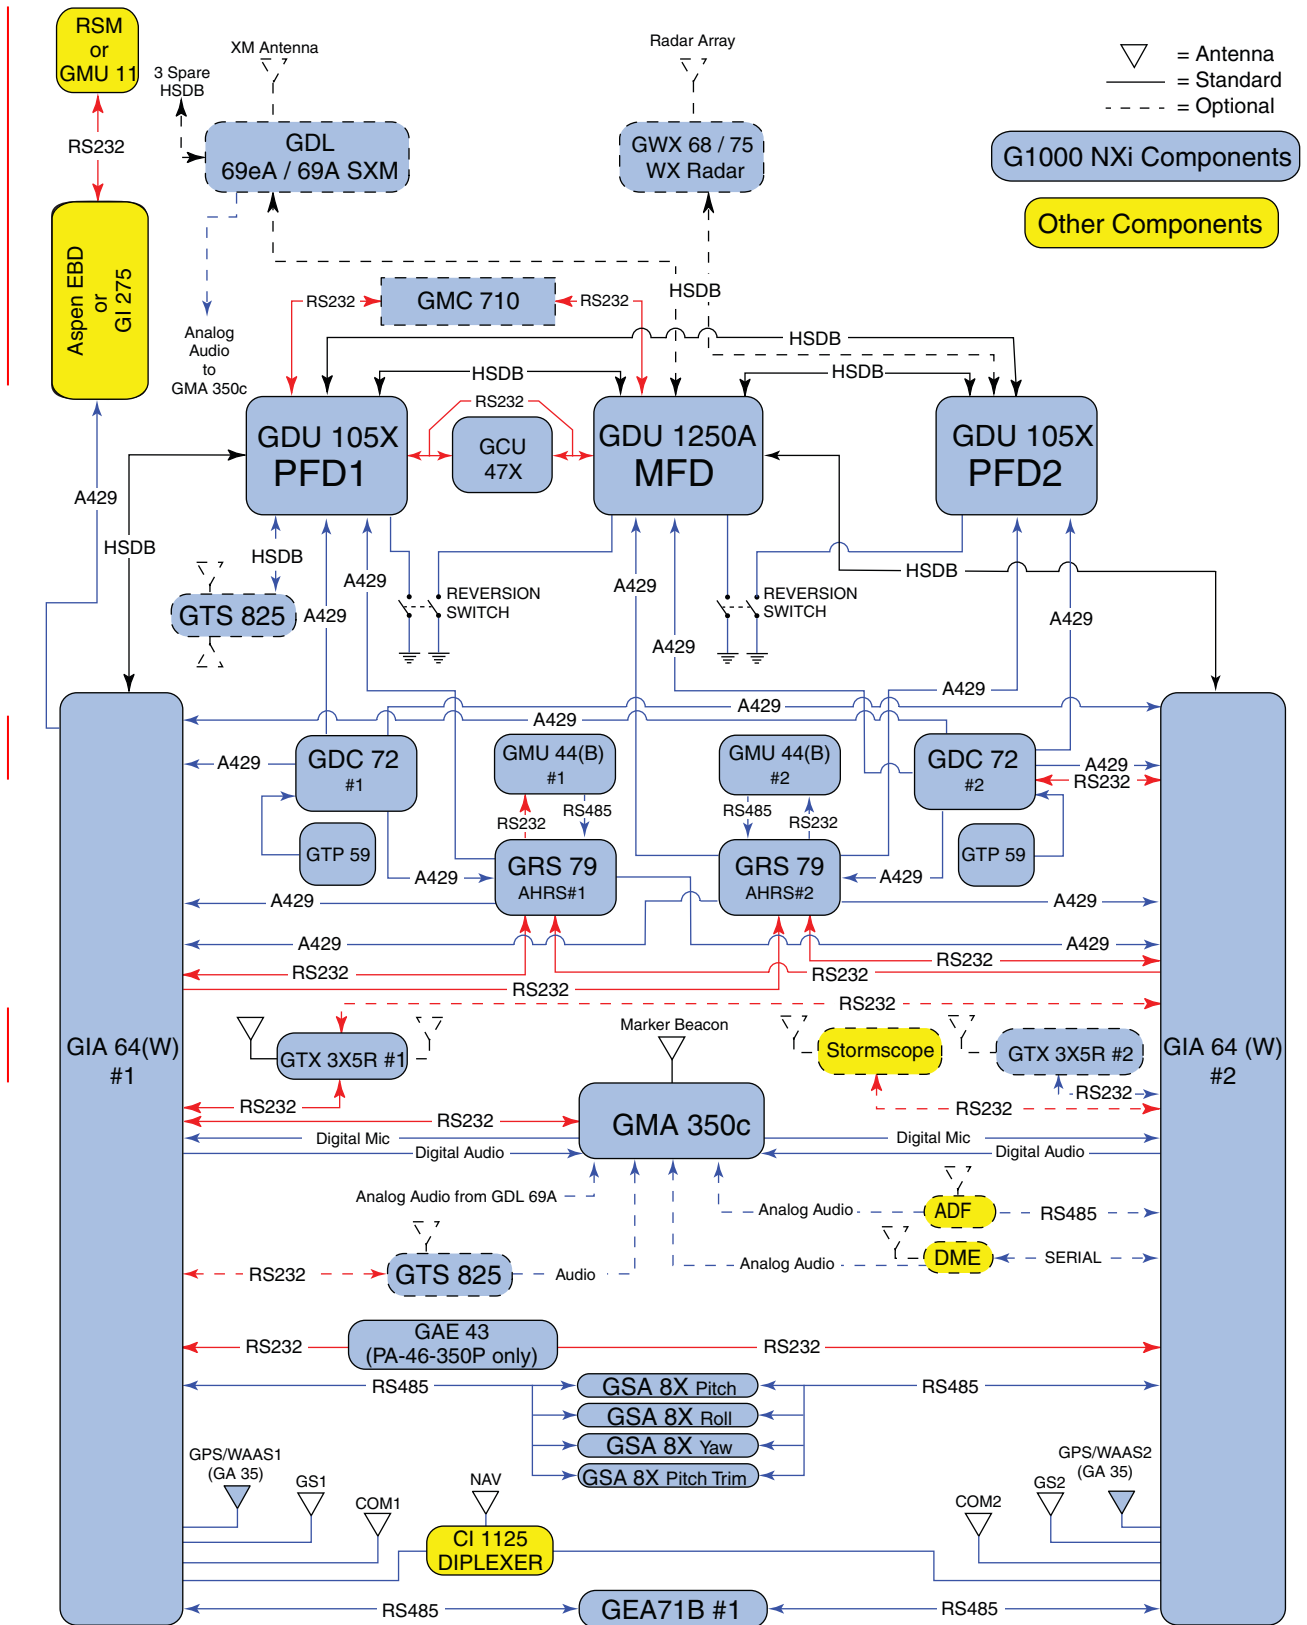 RSM
or
GMU 11
RS232
Aspen EBD
or
GI 275
A429
3 Spare
HSDB
XM Antenna
GDL
69eA / 69A SXM
Analog
Audio
to
GMA 350c
Radar Array
GWX 68 / 75
WX Radar
= Antenna
= Standard
= Optional
G1000 NXi Components
Other Components
RS232
GMC 710
RS232
HSDB
HSDB
HSDB
HSDB
RS232
GDU 105X
PFD1
GCU
47X
GDU 1250A
MFD
GDU 105X
PFD2
HSDB
HSDB
HSDB
GTS 825
A429
A429
REVERSION
SWITCH
A429
A429
REVERSION
SWITCH
A429
A429
A429
A429
A429
GDC 72
#1
GMU 44(B)
#1
GMU 44(B)
#2
GDC 72
#2
A429
A429
RS232
RS232
RS485
RS485
RS232
GTP 59
GRS 79
AHRS#1
GRS 79
AHRS#2
GTP 59
A429
A429
A429
A429
A429
A429
RS232
RS232
RS232
RS232
RS232
GIA 64(W)
#1
GIA 64 (W)
#2
GTX 3X5R #1
Marker Beacon
Stormscope
GTX 3X5R #2
RS232
RS232
RS232
GMA 350c
Digital Mic
Digital Mic
Digital Audio
Digital Audio
Analog Audio from GDL 69A
Analog Audio
ADF
RS485
RS232
GTS 825
Audio
Analog Audio
DME
SERIAL
RS232
GAE 43
(PA-46-350P only)
RS232
RS485
GSA 8X Pitch
RS485
GSA 8X Roll
GSA 8X Yaw
GSA 8X Pitch Trim
GPS/WAAS1
(GA 35)
GS1
COM1
NAV
CI 1125
DIPLEXER
COM2
GS2
GPS/WAAS2
(GA 35)
RS485
GEA71B #1
RS485